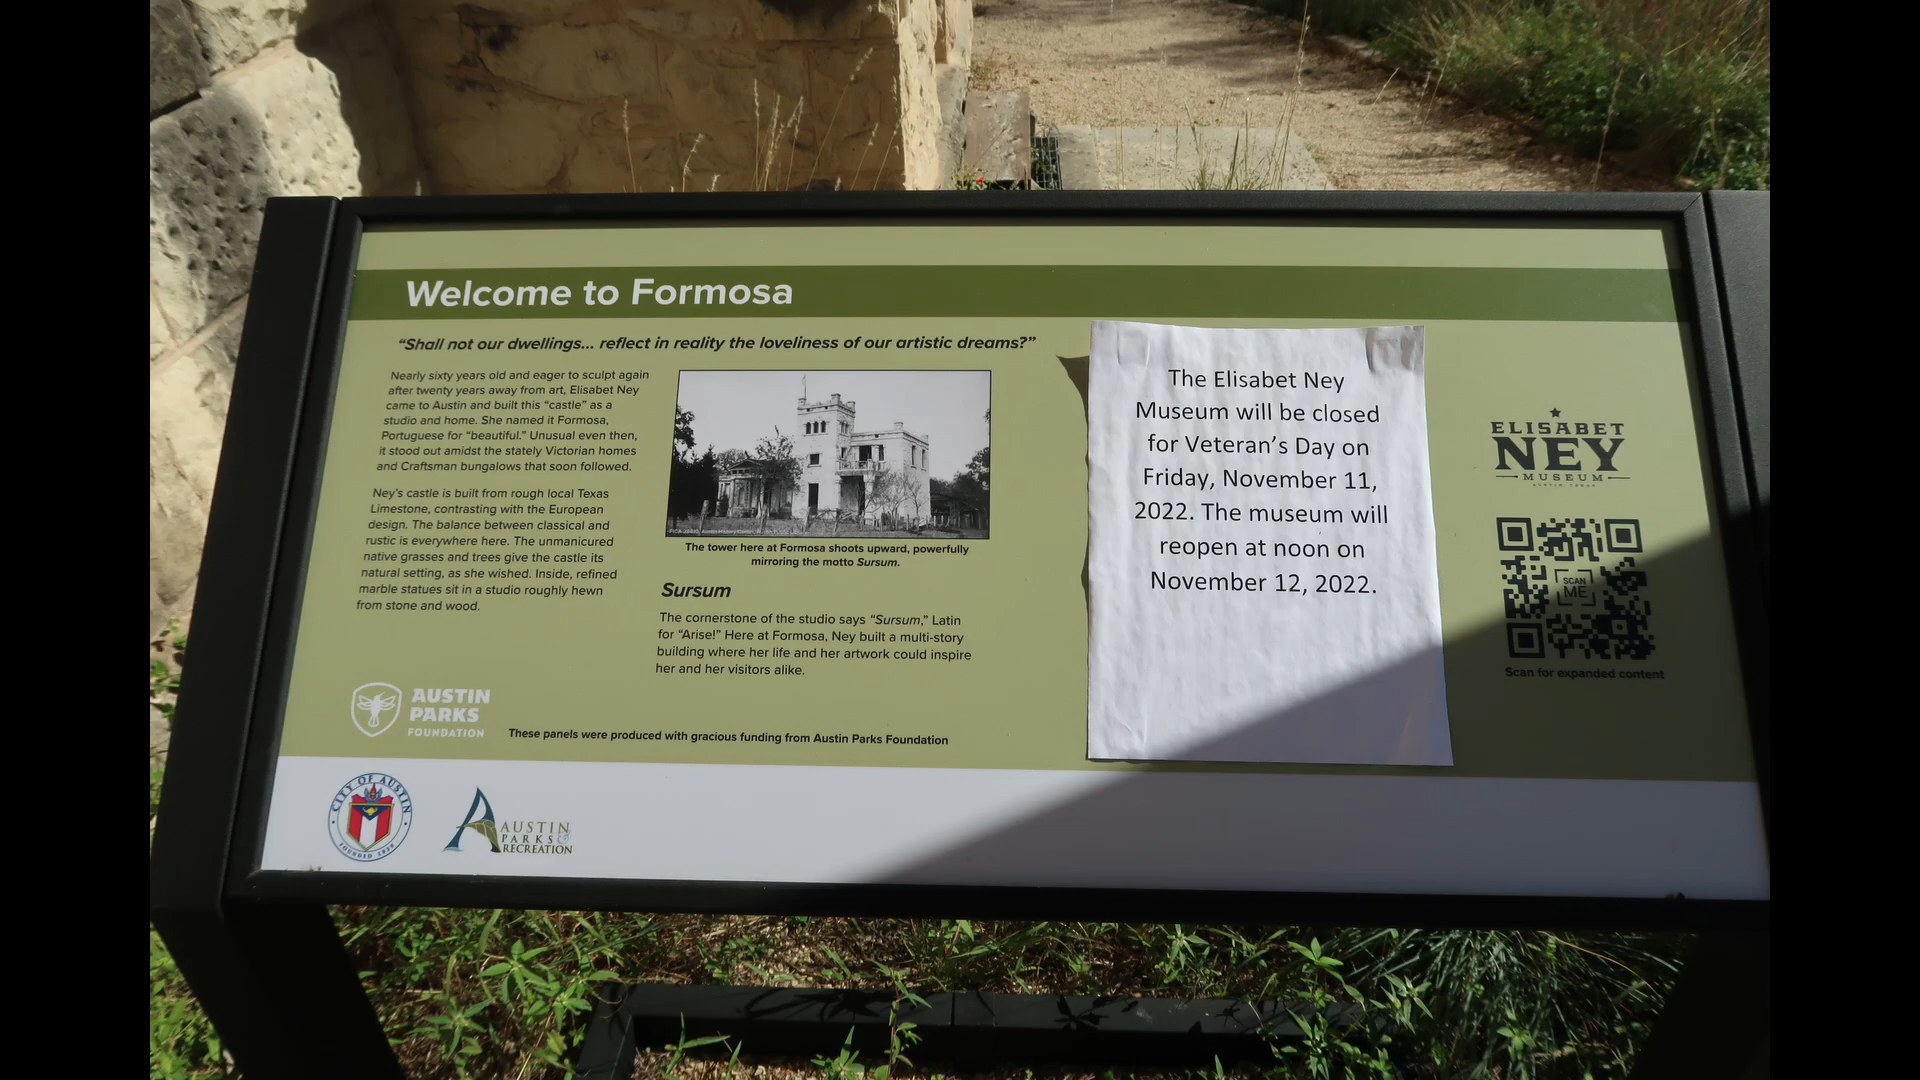 Welcome to Formosa
“Shall not our dwellings... reflect in reality the loveliness of our artistic dreams?”
Nearly sixty years old and eager to sculpt again
after twenty years away from art, Elisabet Ney
came to Austin and built this “castle” as a
studio and home. She named it Formosa,
Portuguese for “beautiful.” Unusual even then,
it stood out amidst the stately Victorian homes
and Craftsman bungalows that soon followed.
Ney’s castle is built from rough local Texas
Limestone, contrasting with the European
design. The balance between classical and
rustic is everywhere here. The unmanicured
native grasses and trees give the castle its
natural setting, as she wished. Inside, refined
marble statues sit in a studio roughly hewn
from stone and wood.
The tower here at Formosa shoots upward, powerfully
mirroring the motto Sursum.
Sursum
The cornerstone of the studio says “Sursum,” Latin
for “Arise!” Here at Formosa, Ney built a multi-story
building where her life and her artwork could inspire
her and her visitors alike.
The Elisabet Ney
Museum will be closed
for Veteran’s Day on
Friday, November 11,
2022. The museum will
reopen at noon on
November 12, 2022.
ELISABET
NEY
MUSEUM
AUSTIN, TEXAS
SCAN
ME
Scan for expanded content
AUSTIN
PARKS
FOUNDATION
These panels were produced with gracious funding from Austin Parks Foundation
CITY OF AUSTIN
FOUNDED 1839
AUSTIN
PARKS &
RECREATION